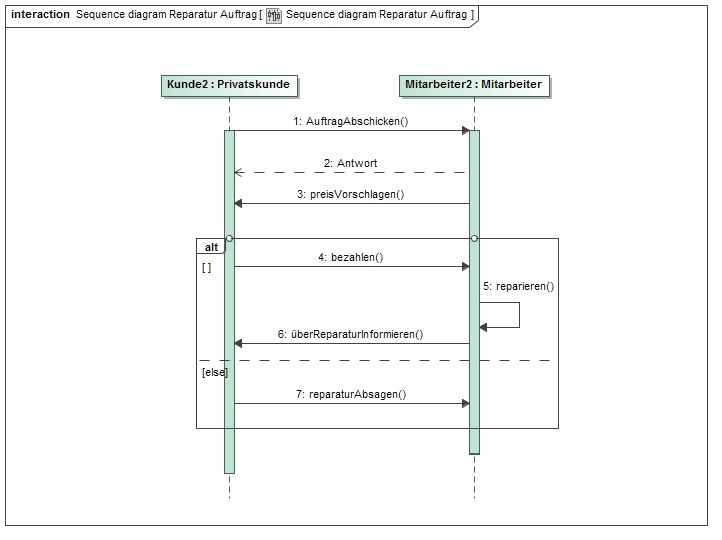 interaction Sequence diagram Reparatur Auftrag [ Sequence diagram Reparatur Auftrag ]
Kunde2 : Privatskunde
Mitarbeiter2 : Mitarbeiter
1: AuftragAbschicken()
2: Antwort
3: preisVorschlagen()
alt
4: bezahlen()
[ ]
5: reparieren()
6: überReparaturInformieren()
[else]
7: reparaturAbsagen()